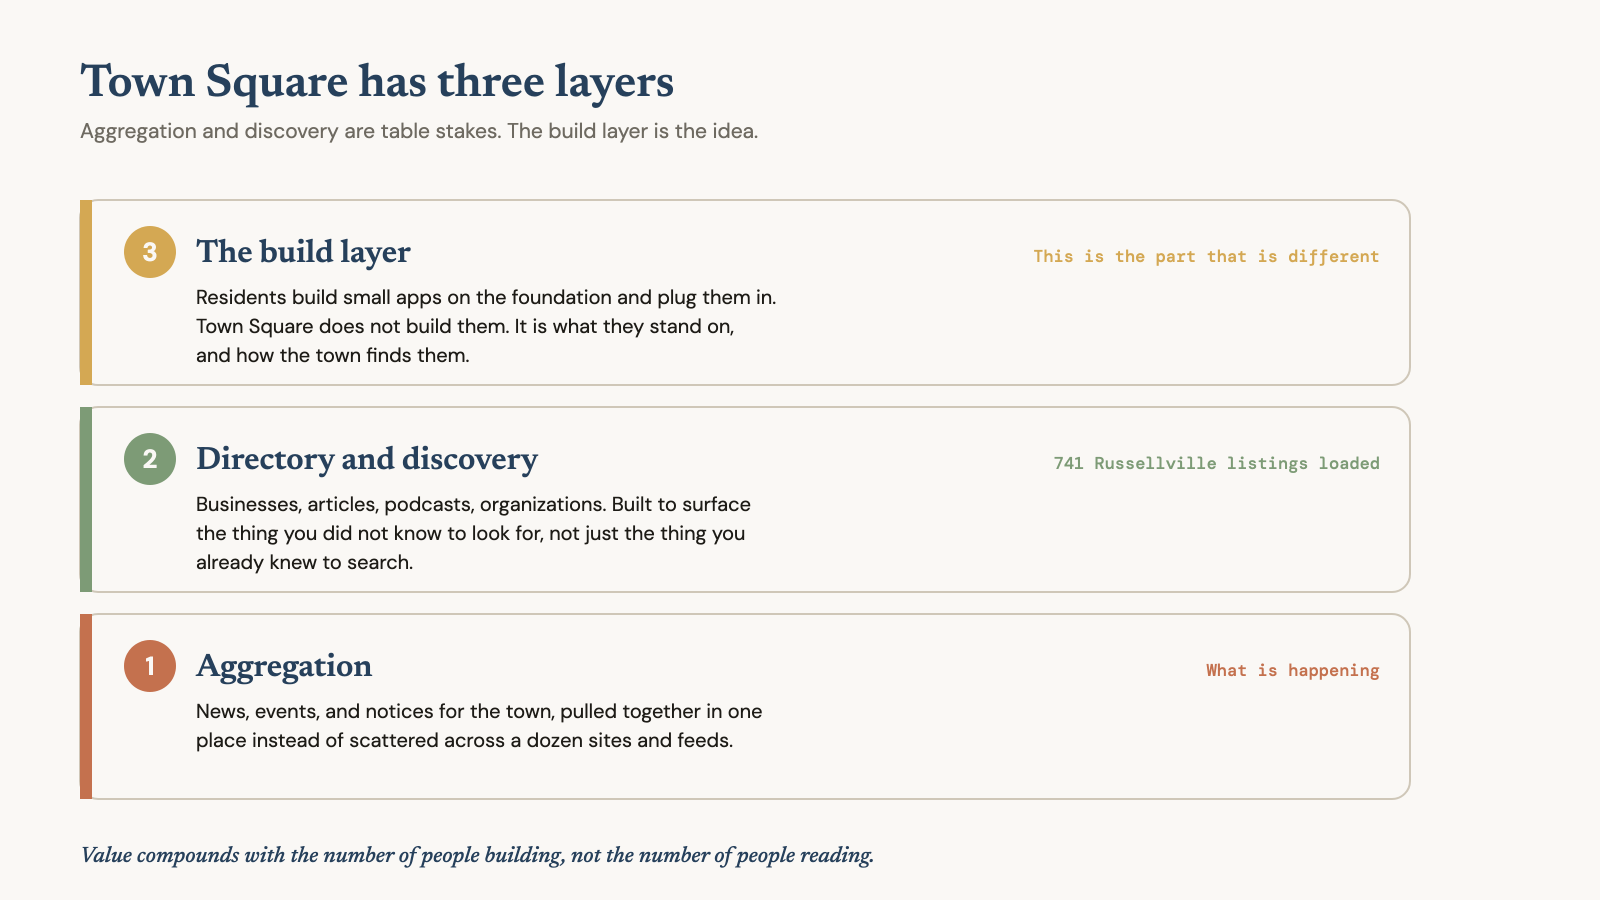 Town Square has three layers
Aggregation and discovery are table stakes. The build layer is the idea.
3
The build layer
This is the part that is different
Residents build small apps on the foundation and plug them in.
Town Square does not build them. It is what they stand on,
and how the town finds them.
2
Directory and discovery
741 Russellville listings loaded
Businesses, articles, podcasts, organizations. Built to surface
the thing you did not know to look for, not just the thing you
already knew to search.
1
Aggregation
What is happening
News, events, and notices for the town, pulled together in one
place instead of scattered across a dozen sites and feeds.
Value compounds with the number of people building, not the number of people reading.